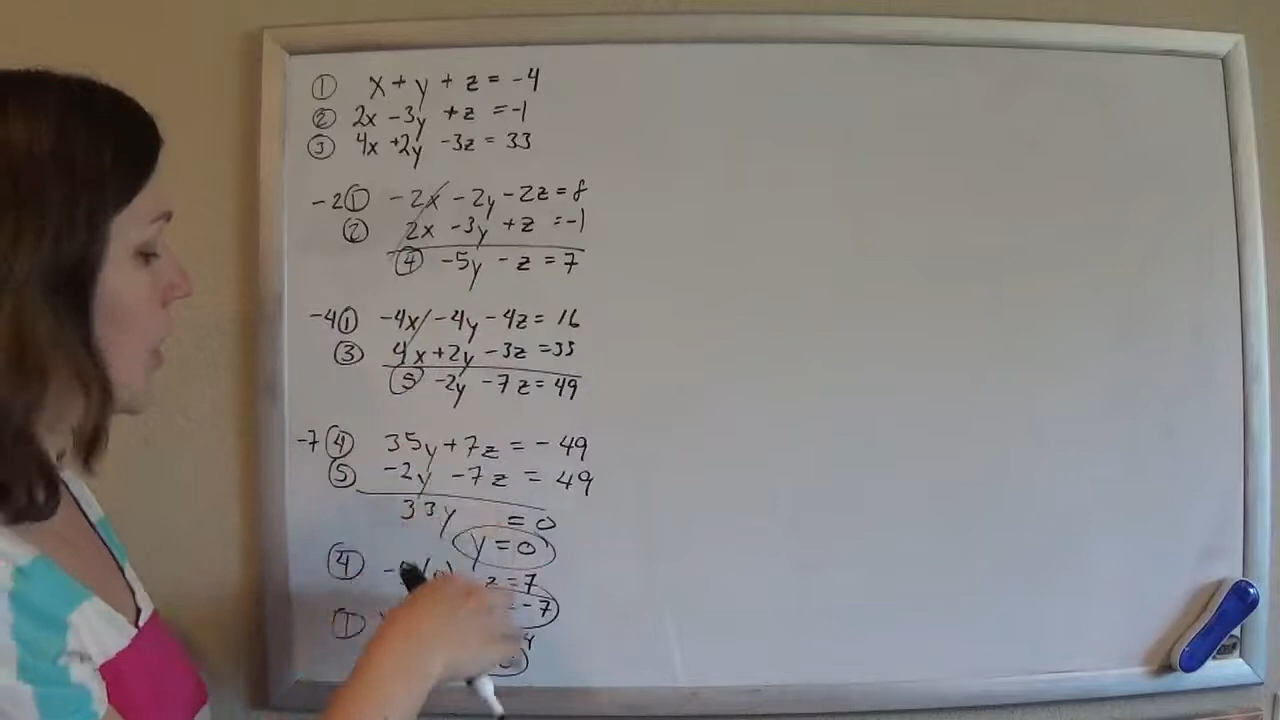 ① x + y + z = -4
② 2x -3y +z = -1
③ 4x +2y -3z = 33
-2① -2x -2y -2z = 8
② 2x -3y +z = -1
④ -5y - z = 7
-4① -4x -4y -4z = 16
③ 4x +2y -3z = 33
⑤ -2y -7z = 49
-7④ 35y +7z = -49
⑤ -2y -7z = 49
33y = 0
y = 0
④ z = 7
= -7
①